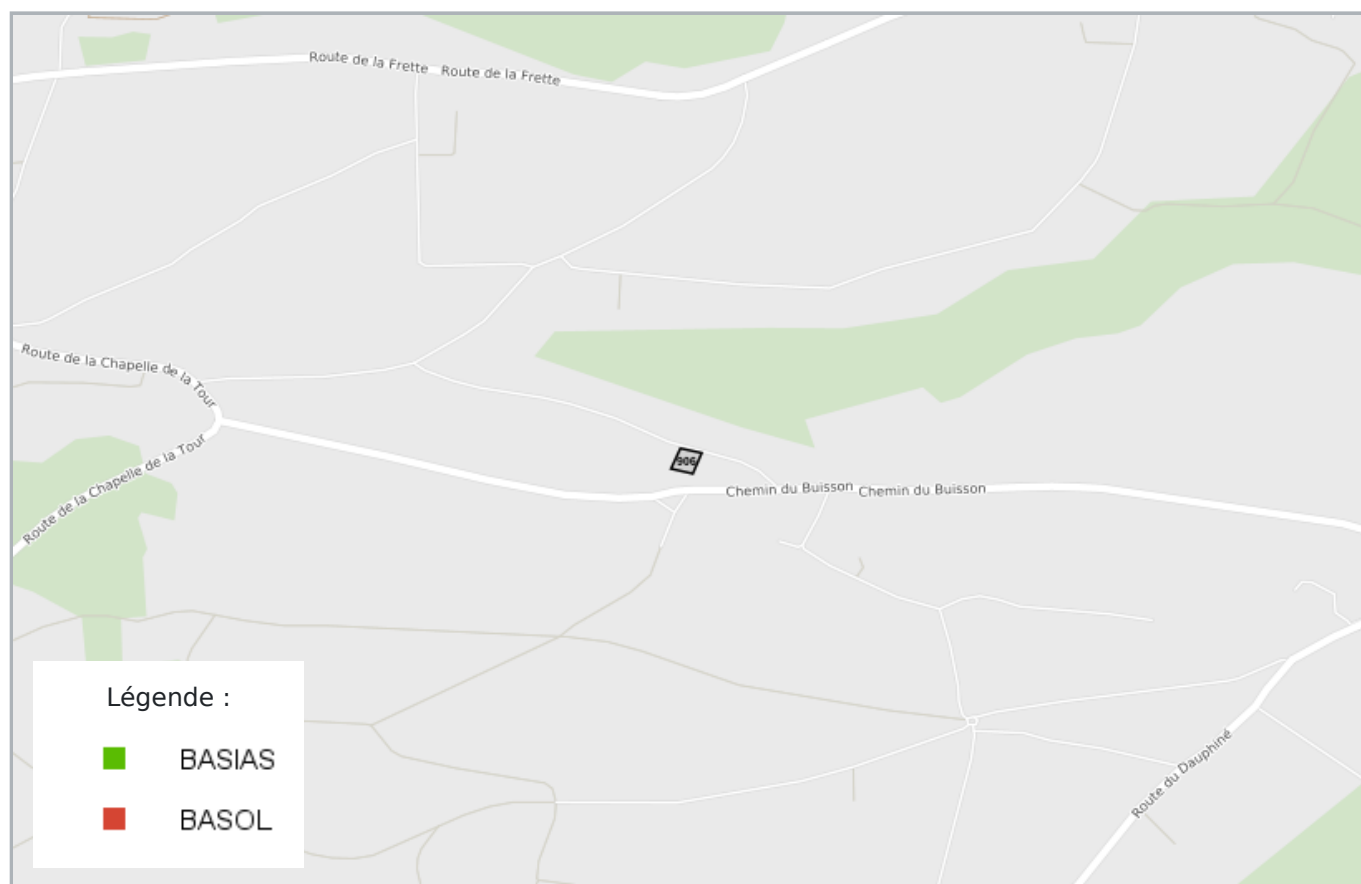 Route de la Frette
Route de la Frette
Route de la Chapelle de la Tour
Route de la Chapelle de la Tour
906
Chemin du Buisson
Chemin du Buisson
Route du Dauphiné
Légende :
BASIAS
BASOL